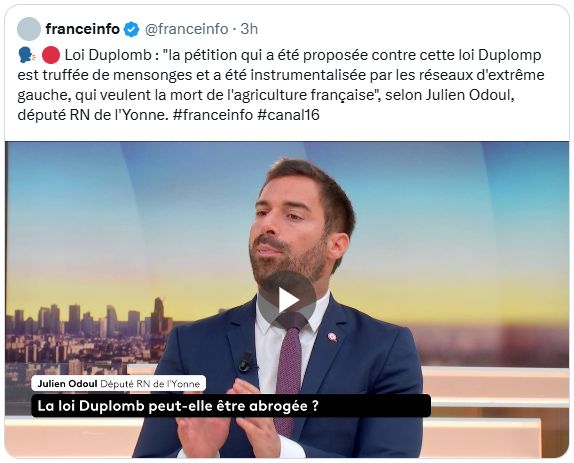 franceinfo @franceinfo · 3h
Loi Duplomb : "la pétition qui a été proposée contre cette loi Duplomp
est truffée de mensonges et a été instrumentalisée par les réseaux d'extrême
gauche, qui veulent la mort de l'agriculture française", selon Julien Odoul,
député RN de l'Yonne. #franceinfo #canal16
Julien Odoul Député RN de l'Yonne
La loi Duplomb peut-elle être abrogée ?